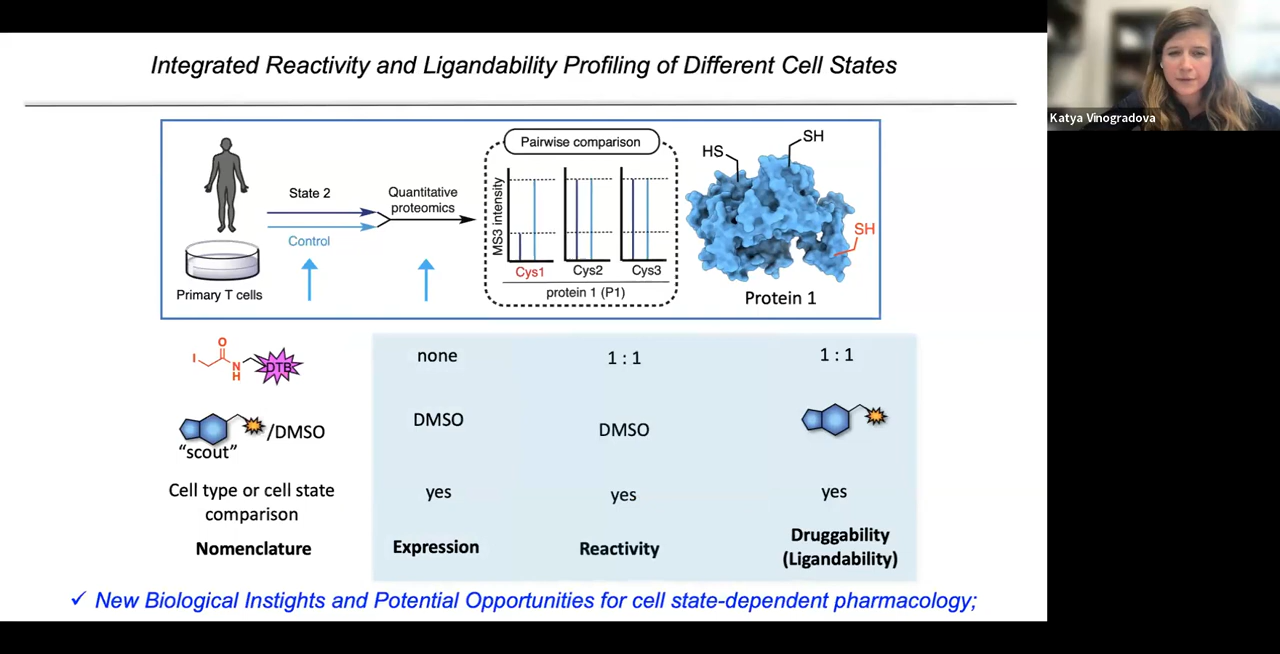 Integrated Reactivity and Ligandability Profiling of Different Cell States
Katya Vinogradova
State 2
Control
Primary T cells
Quantitative
proteomics
Pairwise comparison
MS3 intensity
Cys1
Cys2
Cys3
protein 1 (P1)
HS
SH
SH
Protein 1
I
O
N
H
DTB
none
1 : 1
1 : 1
/DMSO
"scout"
DMSO
DMSO
Cell type or cell state
comparison
yes
yes
yes
Nomenclature
Expression
Reactivity
Druggability
(Ligandability)
✓ New Biological Instights and Potential Opportunities for cell state-dependent pharmacology;